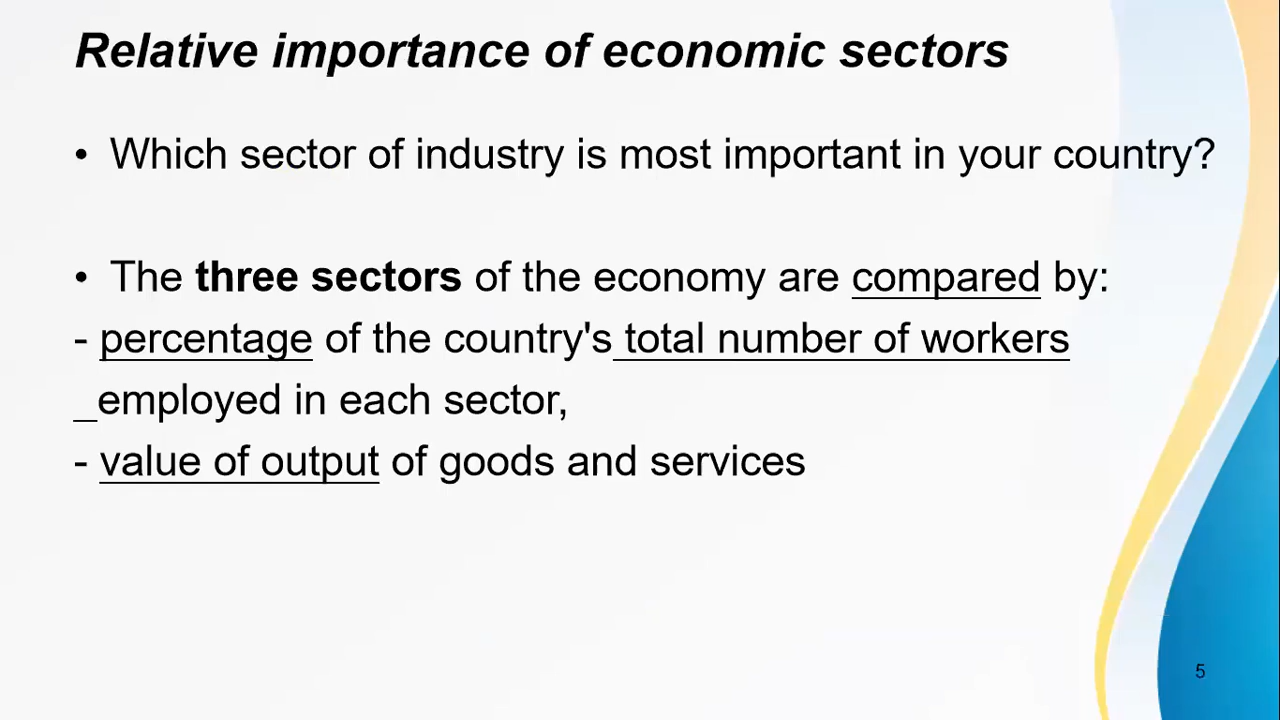 Relative importance of economic sectors
• Which sector of industry is most important in your country?
• The three sectors of the economy are compared by:
- percentage of the country's total number of workers
_employed in each sector,
- value of output of goods and services
5